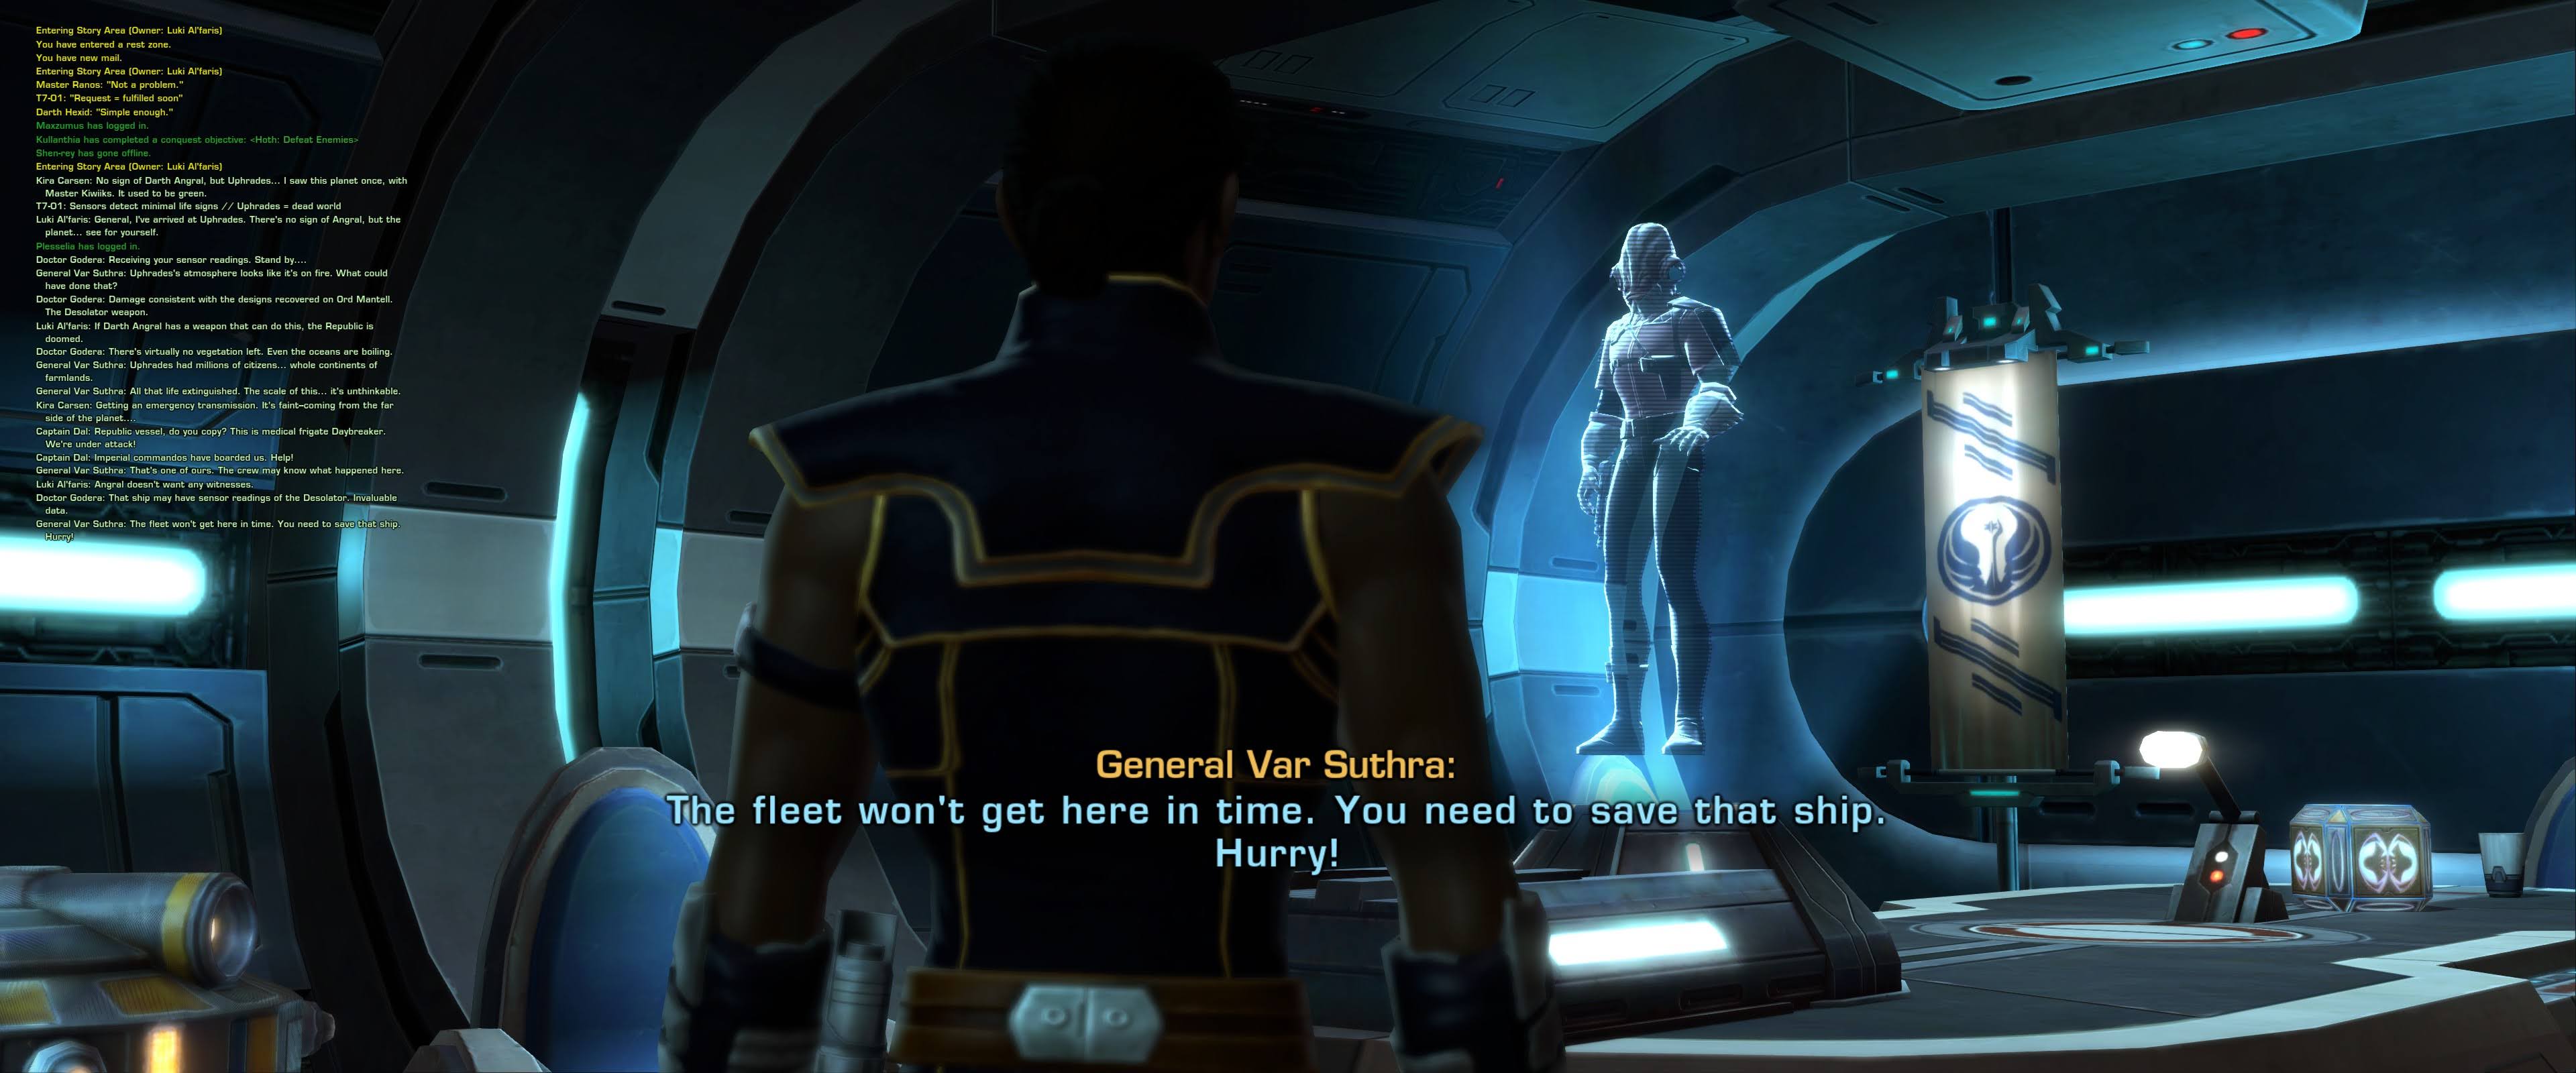 Entering Story Area (Owner: Luki Al'faris)
You have entered a rest zone.
You have new mail.
Entering Story Area (Owner: Luki Al'faris)
Master Ranos: "Not a problem."
T7-01: "Request = fulfilled soon"
Darth Hexid: "Simple enough."
Maxzumus has logged in.
Kullanthia has completed a conquest objective: <Hoth: Defeat Enemies>
Shen-rey has gone offline.
Entering Story Area (Owner: Luki Al'faris)
Kira Carsen: No sign of Darth Angral, but Uphrades... I saw this planet once, with
Master Kiwiiks. It used to be green.
T7-01: Sensors detect minimal life signs // Uphrades = dead world
Luki Al'faris: General, I've arrived at Uphrades. There's no sign of Angral, but the
planet... see for yourself.
Plesselia has logged in.
Doctor Godera: Receiving your sensor readings. Stand by....
General Var Suthra: Uphrades's atmosphere looks like it's on fire. What could
have done that?
Doctor Godera: Damage consistent with the designs recovered on Ord Mantell.
The Desolator weapon.
Luki Al'faris: If Darth Angral has a weapon that can do this, the Republic is
doomed.
Doctor Godera: There's virtually no vegetation left. Even the oceans are boiling.
General Var Suthra: Uphrades had millions of citizens... whole continents of
farmlands.
General Var Suthra: All that life extinguished. The scale of this... it's unthinkable.
Kira Carsen: Getting an emergency transmission. It's faint–coming from the far
side of the planet....
Captain Dal: Republic vessel, do you copy? This is medical frigate Daybreaker.
We're under attack!
Captain Dal: Imperial commandos have boarded us. Help!
General Var Suthra: That's one of ours. The crew may know what happened here.
Luki Al'faris: Angral doesn't want any witnesses.
Doctor Godera: That ship may have sensor readings of the Desolator. Invaluable
data.
General Var Suthra: The fleet won't get here in time. You need to save that ship.
Hurry!
General Var Suthra:
The fleet won't get here in time. You need to save that ship.
Hurry!